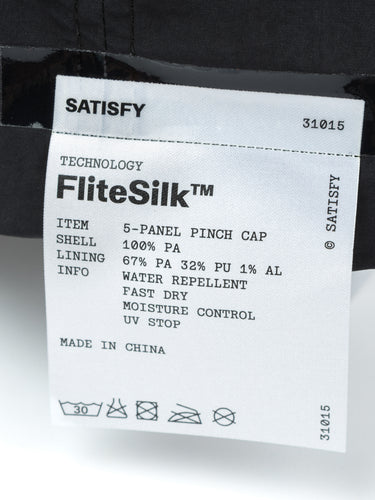 SATISFY
31015
TECHNOLOGY
FliteSilk™
ITEM 5-PANEL PINCH CAP
SHELL 100% PA
LINING 67% PA 32% PU 1% AL
INFO WATER REPELLENT
FAST DRY
MOISTURE CONTROL
UV STOP
MADE IN CHINA
30
© SATISFY
31015